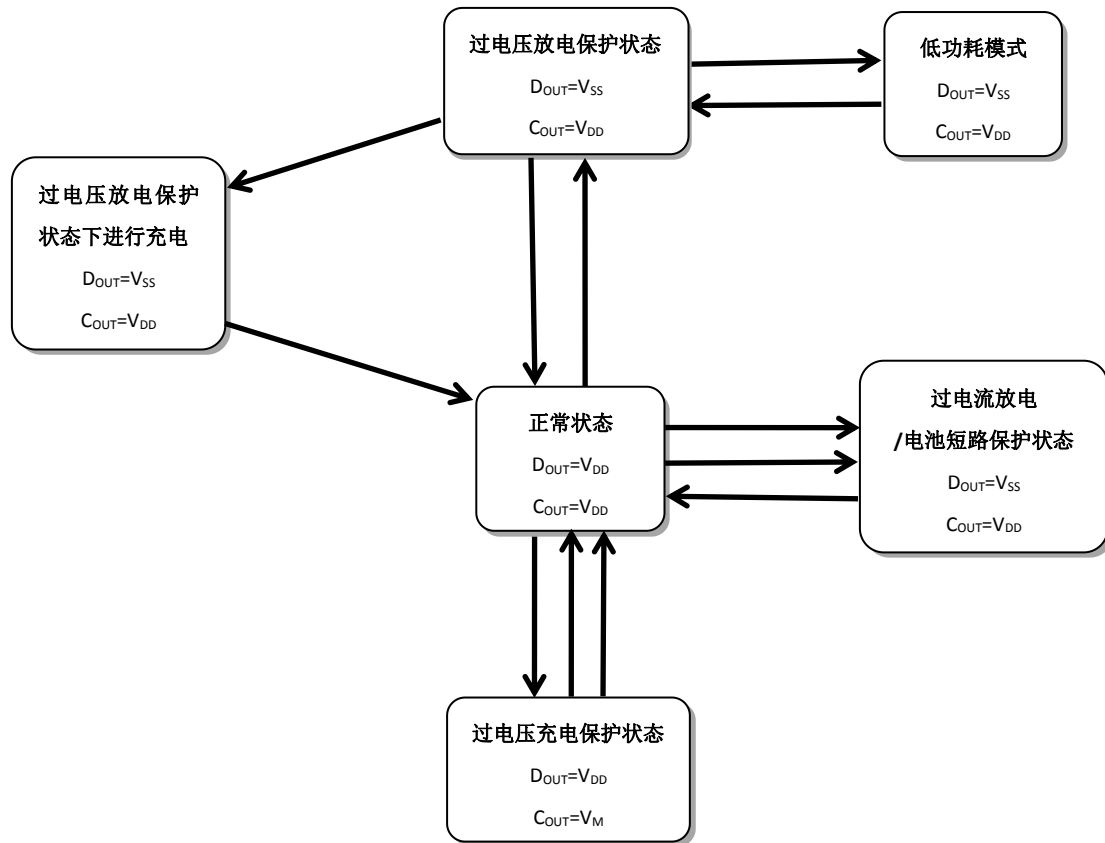 过电压放电保护状态
DOUT=VSS
COUT=VDD
低功耗模式
DOUT=VSS
COUT=VDD
过电压放电保护
状态下进行充电
DOUT=VSS
COUT=VDD
正常状态
DOUT=VDD
COUT=VDD
过电流放电
/电池短路保护状态
DOUT=VSS
COUT=VDD
过电压充电保护状态
DOUT=VDD
COUT=VM